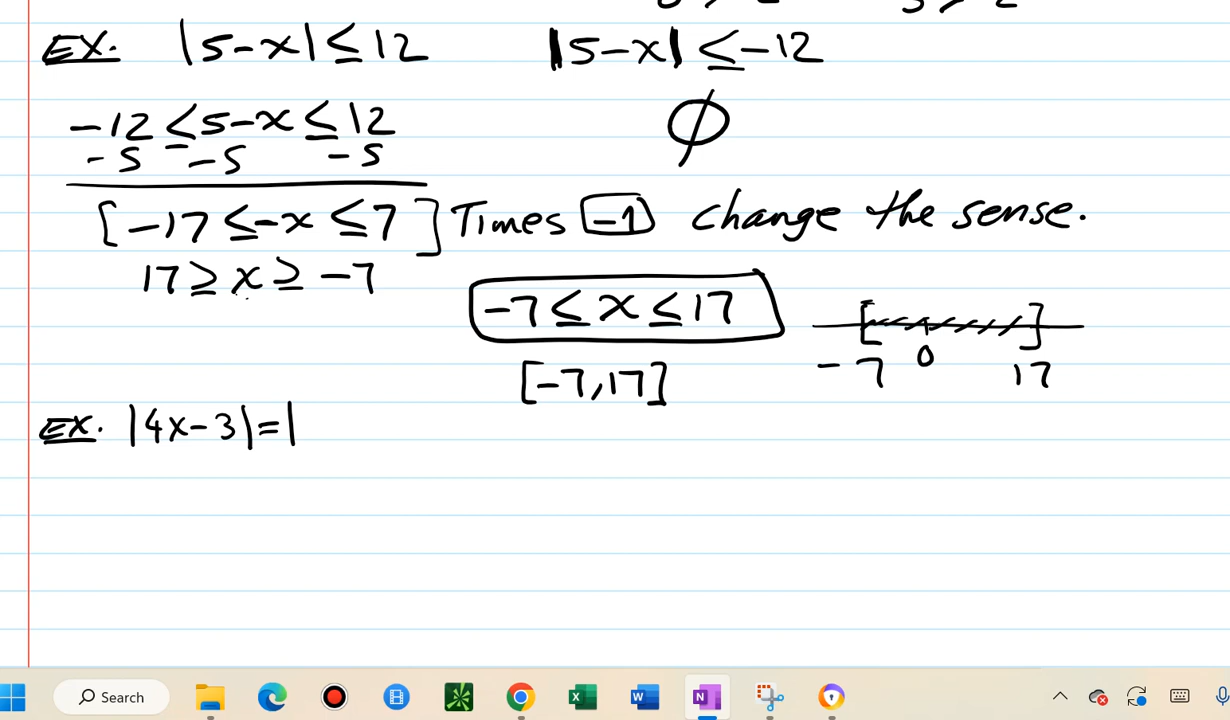 EX. |5-x| ≤ 12 |5-x| ≤ -12
-12 ≤ 5-x ≤ 12 ∅
-5 -5 -5
[-17 ≤ -x ≤ 7] Times -1 change the sense.
17 ≥ x ≥ -7
-7 ≤ x ≤ 17
-7 0 17
[-7,17]
EX. |4x-3|=|
Search